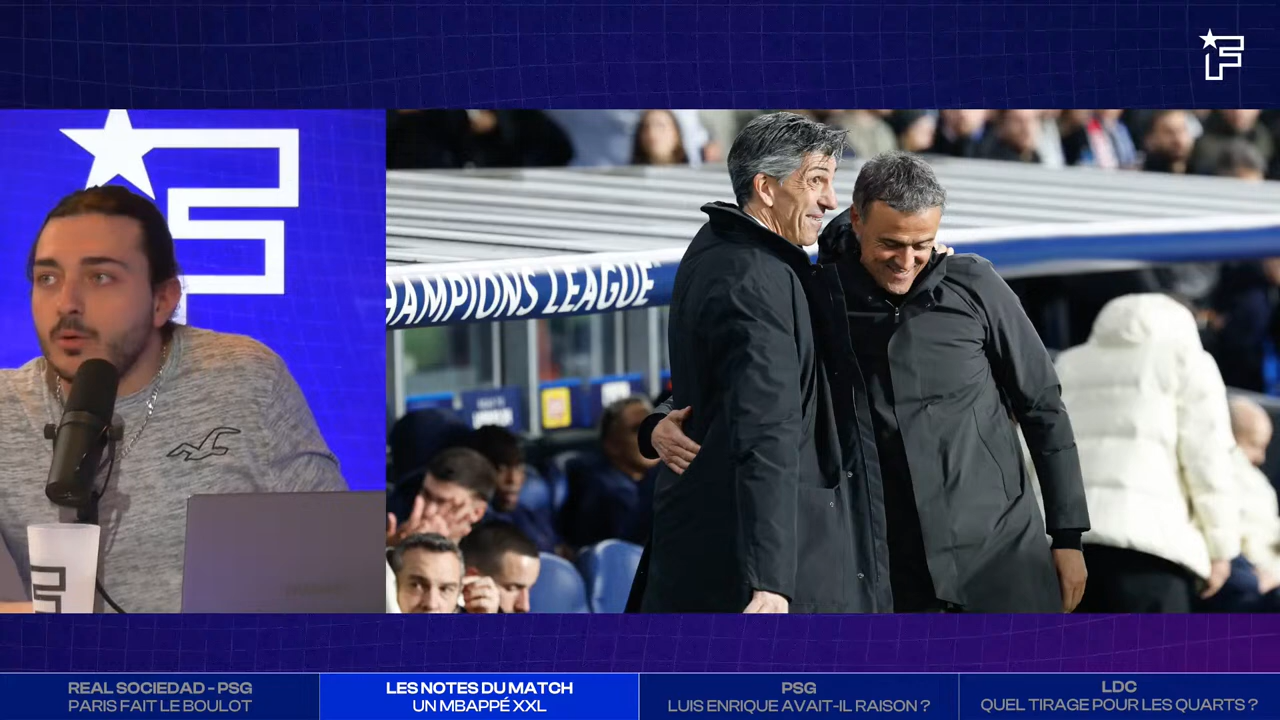 HAMPIONS LEAGUE
REAL SOCIEDAD - PSG
PARIS FAIT LE BOULOT
LES NOTES DU MATCH
UN MBAPPÉ XXL
PSG
LUIS ENRIQUE AVAIT-IL RAISON ?
LDC
QUEL TIRAGE POUR LES QUARTS ?